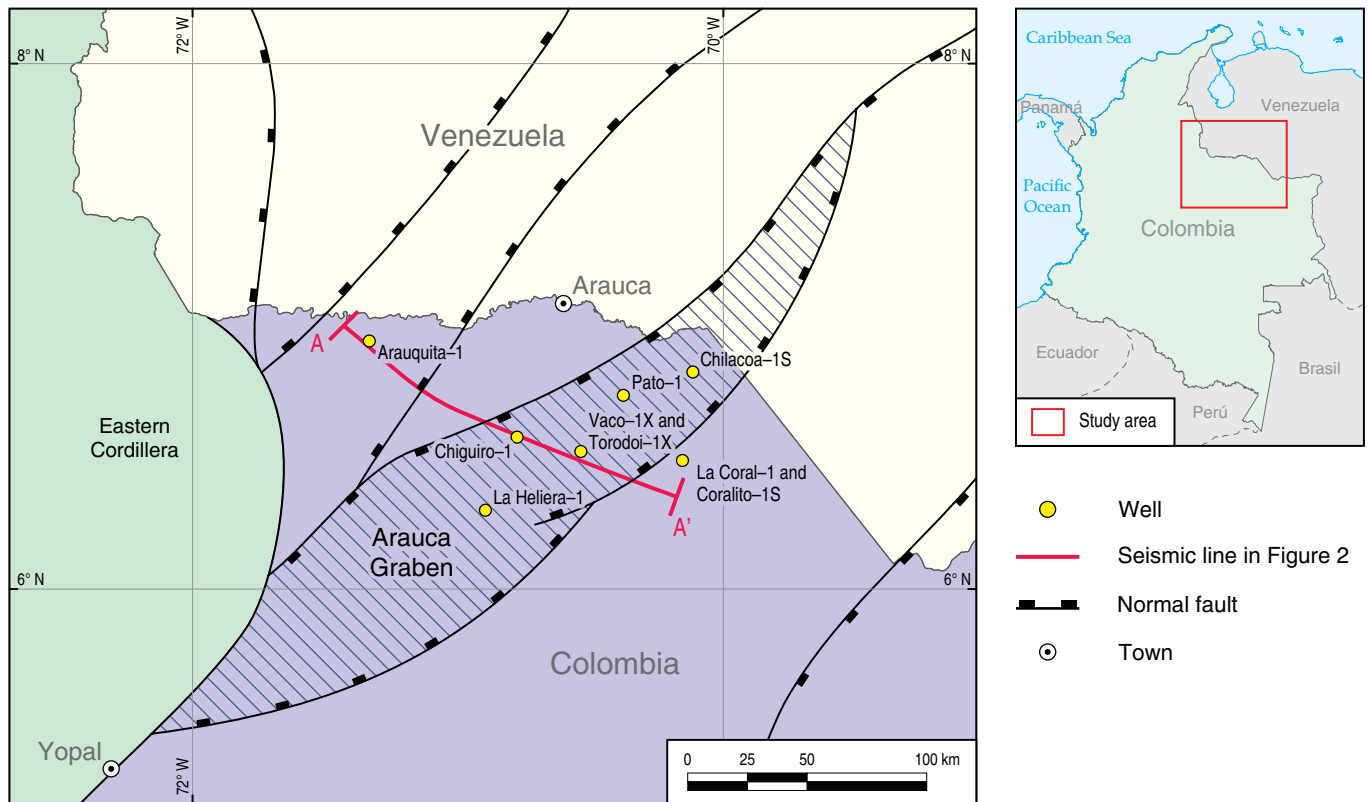 72° W
70° W
8° N
8° N
Venezuela
Arauca
A
Arauquita–1
Chilacoa–1S
Pato–1
Eastern
Cordillera
Vaco–1X and
Torodoi–1X
Chiguiro–1
La Coral–1 and
Coralito–1S
La Heliera–1
A’
Arauca
Graben
6° N
6° N
Colombia
Yopal
72° W
0 25 50 100 km
Caribbean Sea
Panamá
Venezuela
Pacific
Ocean
Colombia
Ecuador
Brasil
Perú
Study area
Well
Seismic line in Figure 2
Normal fault
Town